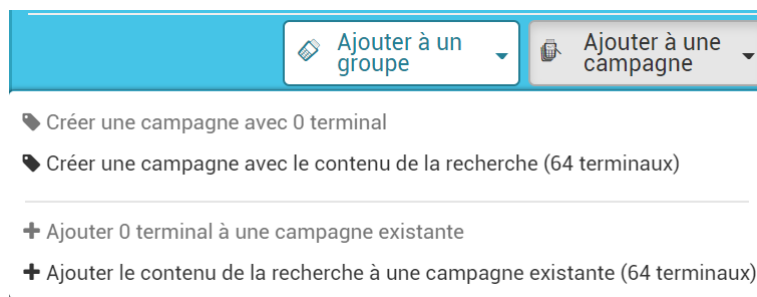 Ajouter à un
groupe
Ajouter à une
campagne
Créer une campagne avec 0 terminal
Créer une campagne avec le contenu de la recherche (64 terminaux)
Ajouter 0 terminal à une campagne existante
Ajouter le contenu de la recherche à une campagne existante (64 terminaux)